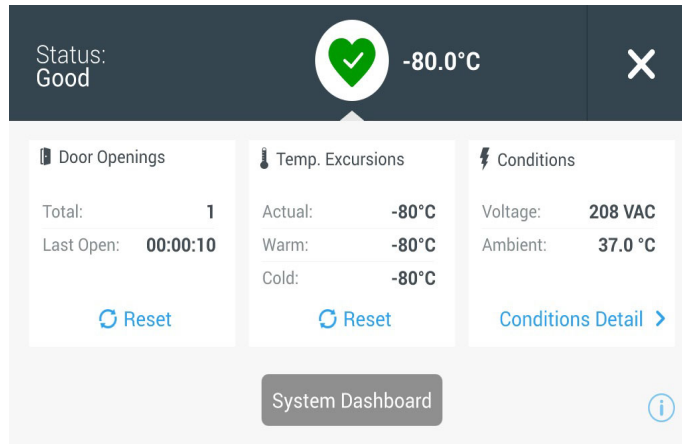 Status:
Good
-80.0°C
Door Openings
Total: 1
Last Open: 00:00:10
Reset
Temp. Excursions
Actual: -80°C
Warm: -80°C
Cold: -80°C
Reset
Conditions
Voltage: 208 VAC
Ambient: 37.0 °C
Conditions Detail >
System Dashboard
i